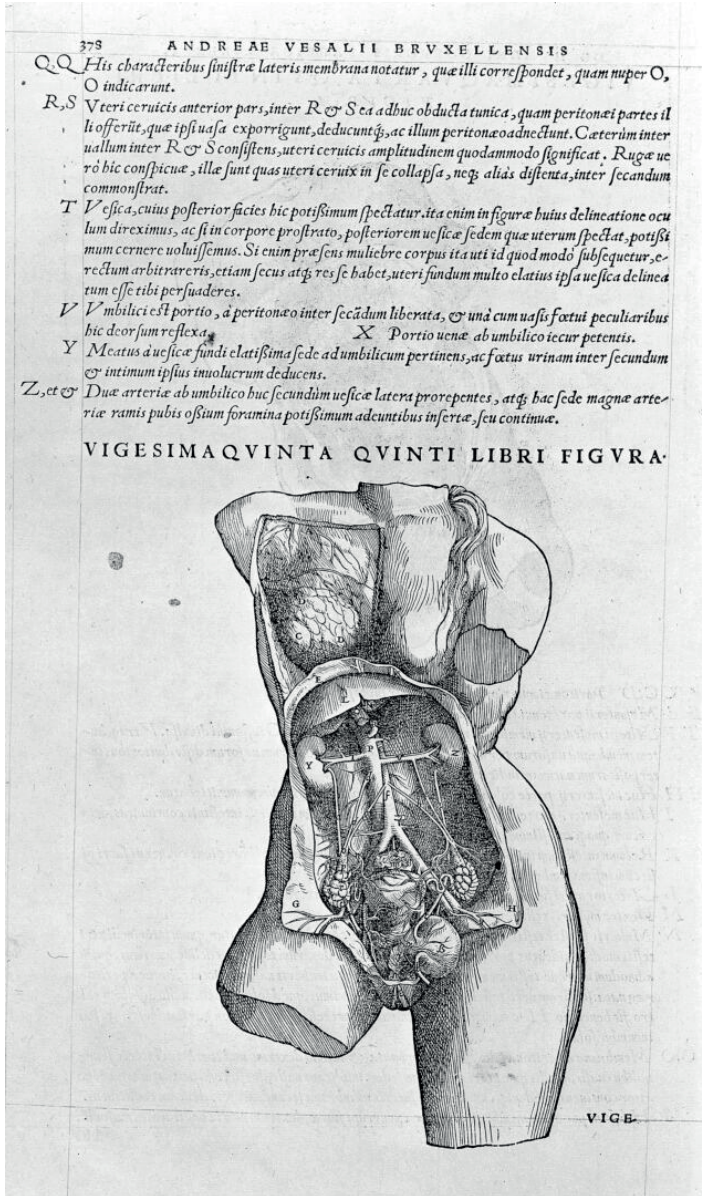 378 ANDREAE VESALII BRVXELLENSIS
Q.Q His characteribus sinistræ lateris membrana notatur, quæ illi correspondet, quam nuper O,
O indicarunt.
R,S Vteri ceruicis anterior pars, inter R & S ea adhuc obducta tunica, quam peritonæi partes il
li offerũt, quæ ipsi uasa exporrigunt, deducuntq́;, ac illum peritonæo adnectunt. Cæterùm inter
uallum inter R & S consistens, uteri ceruicis amplitudinem quodammodo significat. Rugæ ue
rò hic conspicuæ, illæ sunt quas uteri ceruix in se collapsa, neq; aliàs distenta, inter secandum
commonstrat.
T Vesica, cuius posterior facies hic potißimum spectatur. ita enim in figuræ huius delineatione ocu
lum direximus, ac si in corpore prostrato, posteriorem uesicæ sedem quæ uterum spectat, potißi
mum cernere uoluissemus. Si enim præsens muliebre corpus ita uti id quod modò subsequetur, e-
rectum arbitrareris, etiam secus atq; res se habet, uteri fundum multo elatius ipsa uesica delinea
tum esse tibi persuaderes.
V Vmbilici est portio, à peritonæo inter secãdum liberata, & unà cum uasis fœtui peculiaribus
hic deorsum reflexa. X Portio uenæ ab umbilico iecur petentis.
Y Meatus à uesicæ fundi elatißima sede ad umbilicum pertinens, ac fœtus urinam inter secundum
& intimum ipsius inuolucrum deducens.
Z, et & Duæ arteriæ ab umbilico huc secundùm uesicæ latera prorepentes, atq; hac sede magnæ arte-
riæ ramis pubis oßium foramina potißimum adeuntibus insertæ, seu continuæ.
VIGESIMAQVINTA QVINTI LIBRI FIGVRA.
D
C
L
P
Y
Z
G
H
B
VIGE-